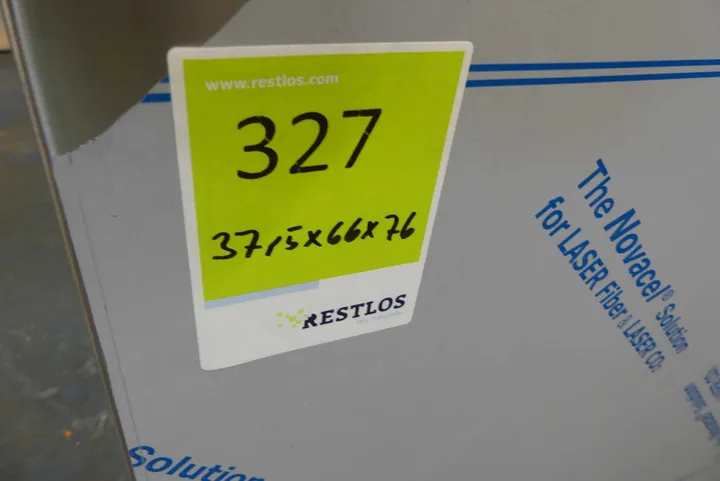 www.restlos.com
327
37,5x66x76
RESTLOS
The Novacel® Solution
for LASER Fiber & LASER CO₂
Solution